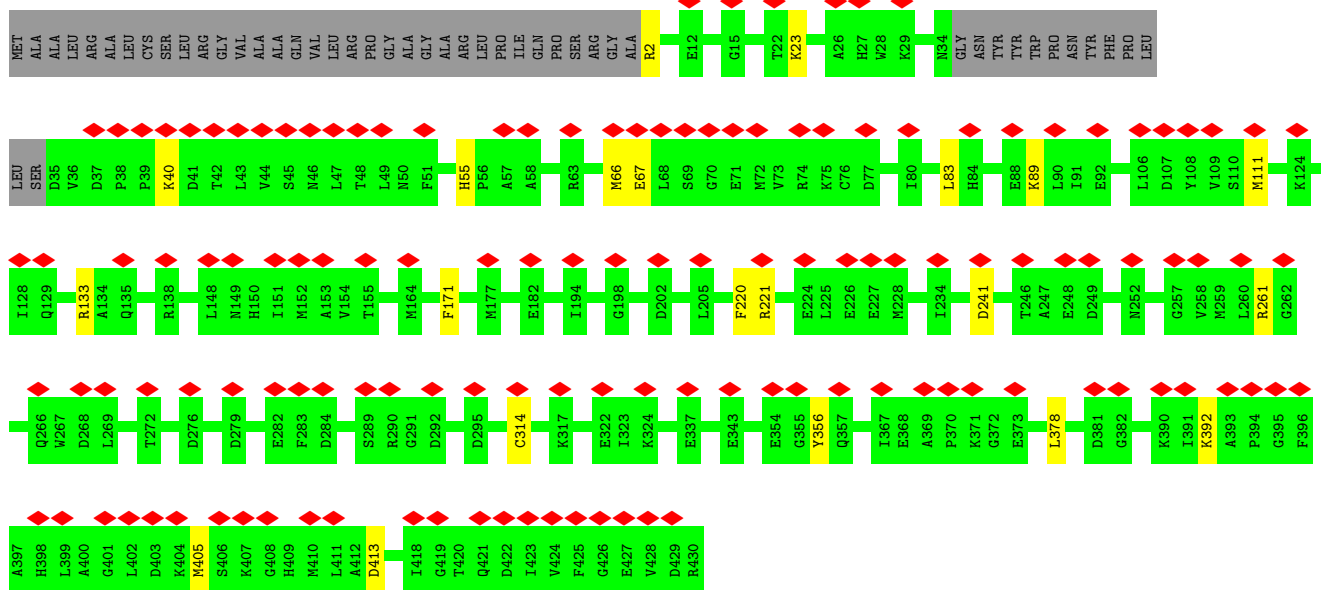 MET ALA ALA LEU ARG ALA LEU CYS SER LEU ARG GLY VAL ALA ALA GLN VAL LEU ARG PRO GLY ALA GLY ALA ARG LEU PRO ILE GLN PRO SER ARG GLY ALA R2 E12 G15 T22 K23 A26 H27 W28 K29 N34 GLY ASN TYR TYR TRP PRO ASN TYR PHE PRO LEU
LEU SER D35 V36 D37 P38 P39 K40 D41 T42 L43 V44 S45 N46 L47 T48 L49 N50 F51 H55 P56 A57 A58 R63 M66 E67 L68 S69 G70 E71 M72 V73 R74 K75 C76 D77 I80 L83 H84 E88 K89 L90 I91 E92 L106 D107 Y108 V109 S110 M111 K124
I128 Q129 R133 A134 Q135 R138 L148 N149 H150 I151 M152 A153 V154 T155 M164 F171 M177 E182 I194 G198 D202 L205 F220 R221 E224 L225 E226 E227 M228 I234 D241 T246 A247 E248 D249 N252 G257 V258 M259 L260 R261 G262
Q266 W267 D268 L269 T272 D276 D279 E282 F283 D284 S289 R290 G291 D292 D295 C314 K317 E322 I323 K324 E337 E343 E354 G355 Y356 Q357 I367 E368 A369 P370 K371 G372 E373 L378 D381 G382 K390 I391 K392 A393 P394 G395 F396
A397 H398 L399 A400 G401 L402 D403 K404 M405 S406 K407 G408 H409 M410 L411 A412 D413 I418 G419 T420 Q421 D422 I423 V424 F425 G426 E427 V428 D429 R430